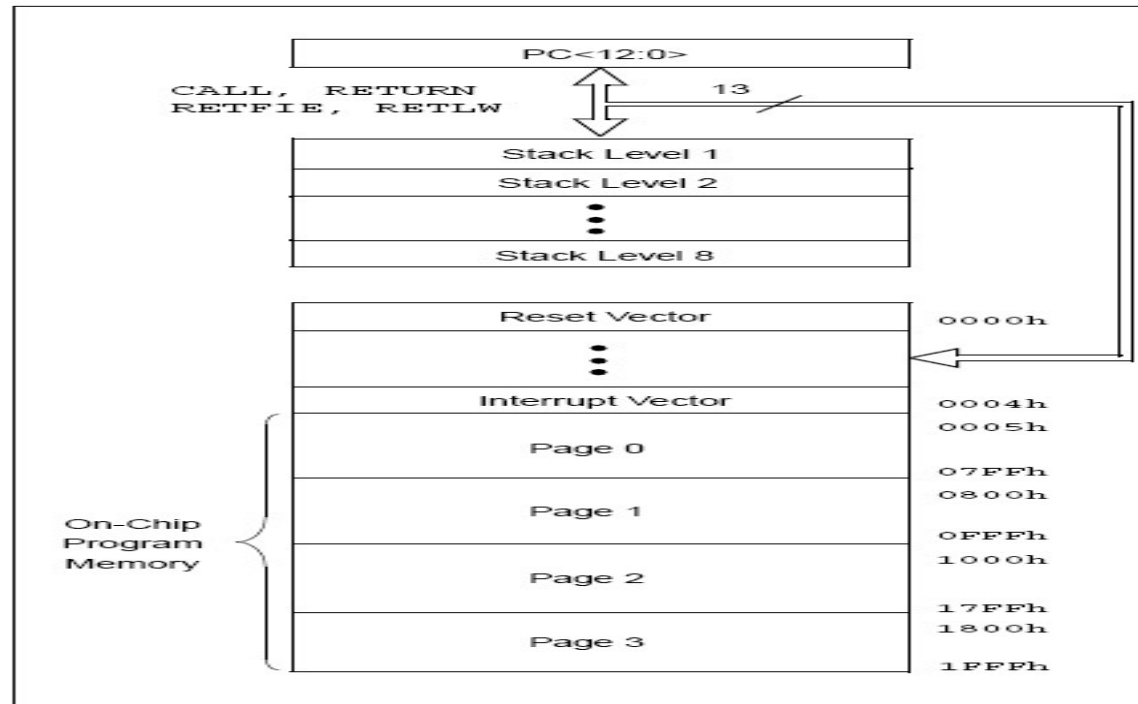 PC<12:0>
CALL, RETURN
RETFIE, RETLW
13
Stack Level 1
Stack Level 2
Stack Level 8
Reset Vector
0000h
Interrupt Vector
0004h
0005h
Page 0
07FFh
0800h
Page 1
0FFFh
1000h
Page 2
17FFh
1800h
Page 3
1FFFh
On-Chip
Program
Memory